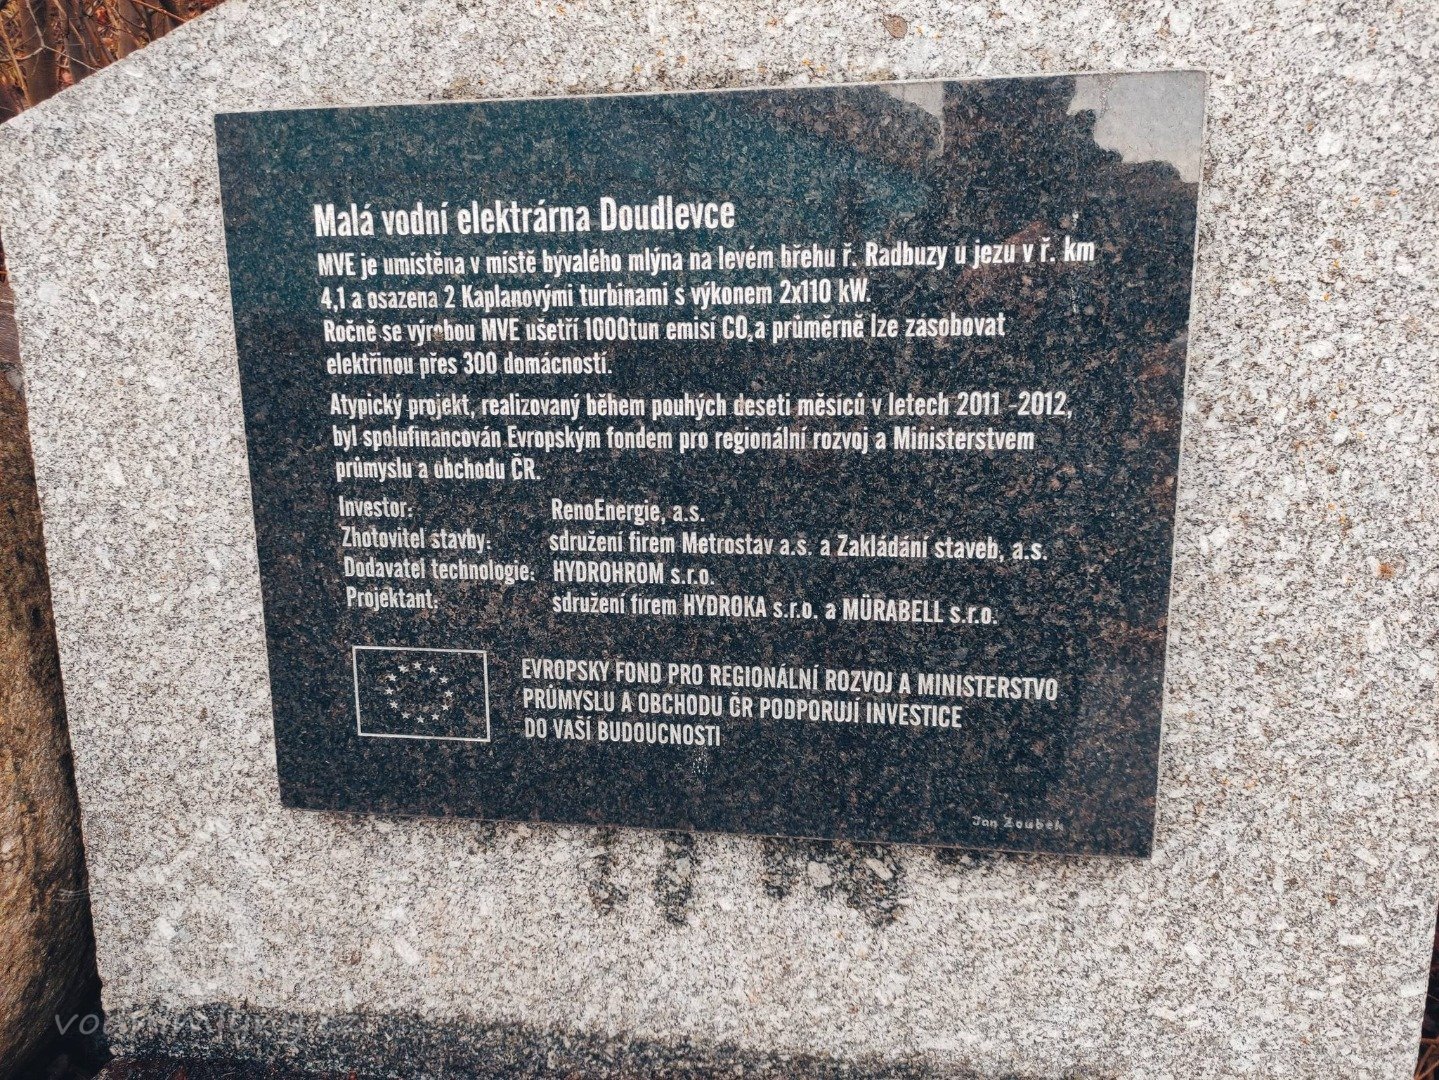 Malá vodní elektrárna Doudlevce
MVE je umístěna v místě byvalého mlýna na levém břehu ř. Radbuzy u jezu v ř. km
4,1 a osazena 2 Kaplanovými turbinami s výkonem 2x110 kW.
Ročně se výrobou MVE ušetří 1000tun emisí CO₂a průměrně lze zásobovat
elektřinou přes 300 domácností.
Atypický projekt, realizovaný během pouhých deseti měsíců v letech 2011 -2012,
byl spolufinancován Evropským fondem pro regionální rozvoj a Ministerstvem
průmyslu a obchodu ČR.
Investor: RenoEnergie, a.s.
Zhotovitel stavby: sdružení firem Metrostav a.s. a Zakládání staveb, a.s.
Dodavatel technologie: HYDROHROM s.r.o.
Projektant: sdružení firem HYDROKA s.r.o. a MÜRABELL s.r.o.
EVROPSKY FOND PRO REGIONÁLNÍ ROZVOJ A MINISTERSTVO
PRŮMYSLU A OBCHODU ČR PODPORUJÍ INVESTICE
DO VAŠÍ BUDOUCNOSTI
Jan Zoubek